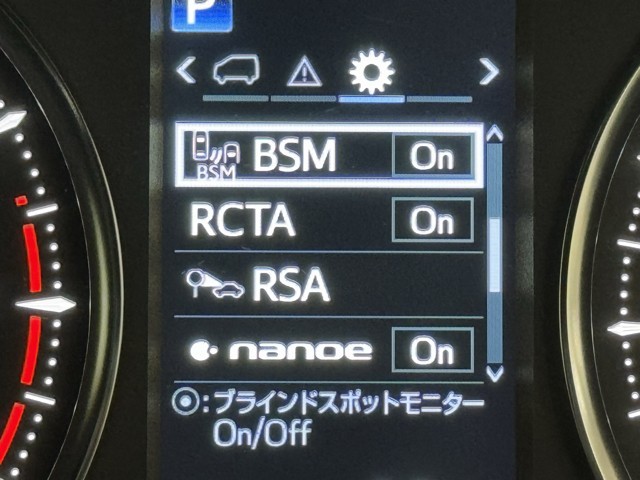 P
BSM BSM On
RCTA On
RSA
nanoe On
:ブラインドスポットモニター
On/Off